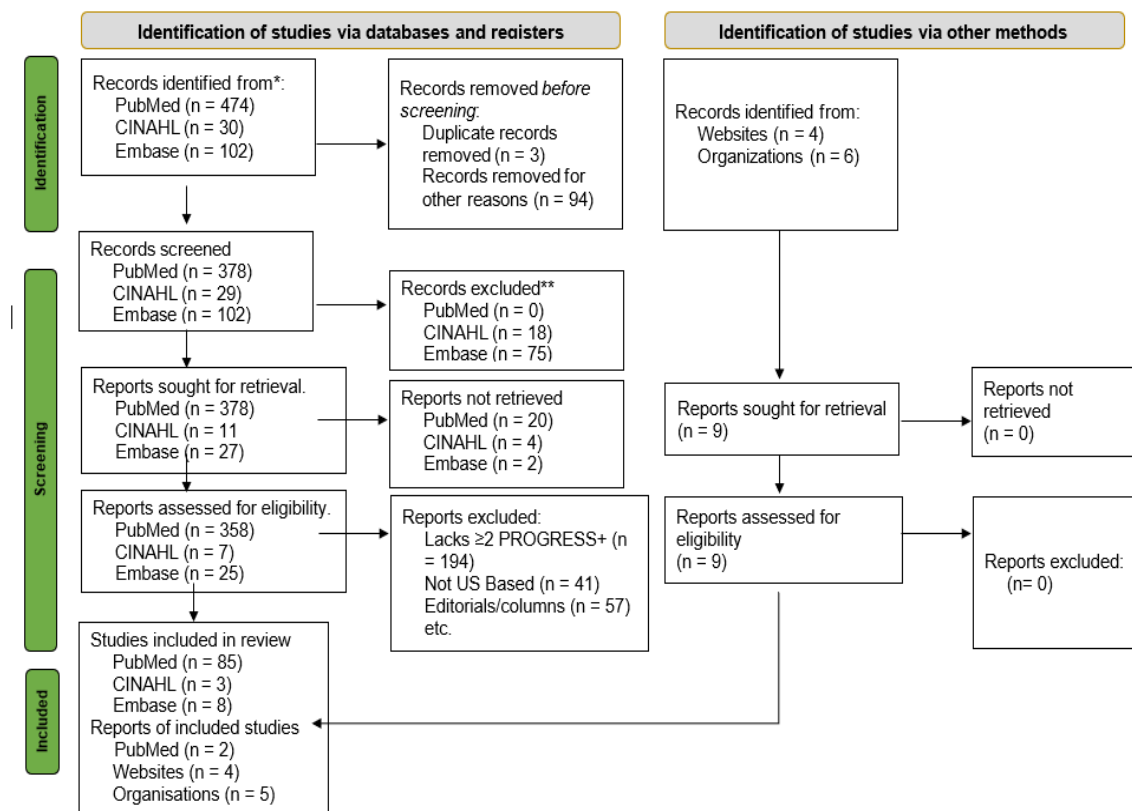 Identification of studies via databases and registers
Identification of studies via other methods
Identification
Records identified from*:
PubMed (n = 474)
CINAHL (n = 30)
Embase (n = 102)
Records removed before
screening:
Duplicate records
removed (n = 3)
Records removed for
other reasons (n = 94)
Records identified from:
Websites (n = 4)
Organizations (n = 6)
Screening
Records screened
PubMed (n = 378)
CINAHL (n = 29)
Embase (n = 102)
Records excluded**
PubMed (n = 0)
CINAHL (n = 18)
Embase (n = 75)
Reports sought for retrieval.
PubMed (n = 378)
CINAHL (n = 11
Embase (n = 27)
Reports not retrieved
PubMed (n = 20)
CINAHL (n = 4)
Embase (n = 2)
Reports sought for retrieval
(n = 9)
Reports not
retrieved
(n = 0)
Reports assessed for eligibility.
PubMed (n = 358)
CINAHL (n = 7)
Embase (n = 25)
Reports excluded:
Lacks ≥2 PROGRESS+ (n
= 194)
Not US Based (n = 41)
Editorials/columns (n = 57)
etc.
Reports assessed for
eligibility
(n = 9)
Reports excluded:
(n= 0)
Included
Studies included in review
PubMed (n = 85)
CINAHL (n = 3)
Embase (n = 8)
Reports of included studies
PubMed (n = 2)
Websites (n = 4)
Organisations (n = 5)